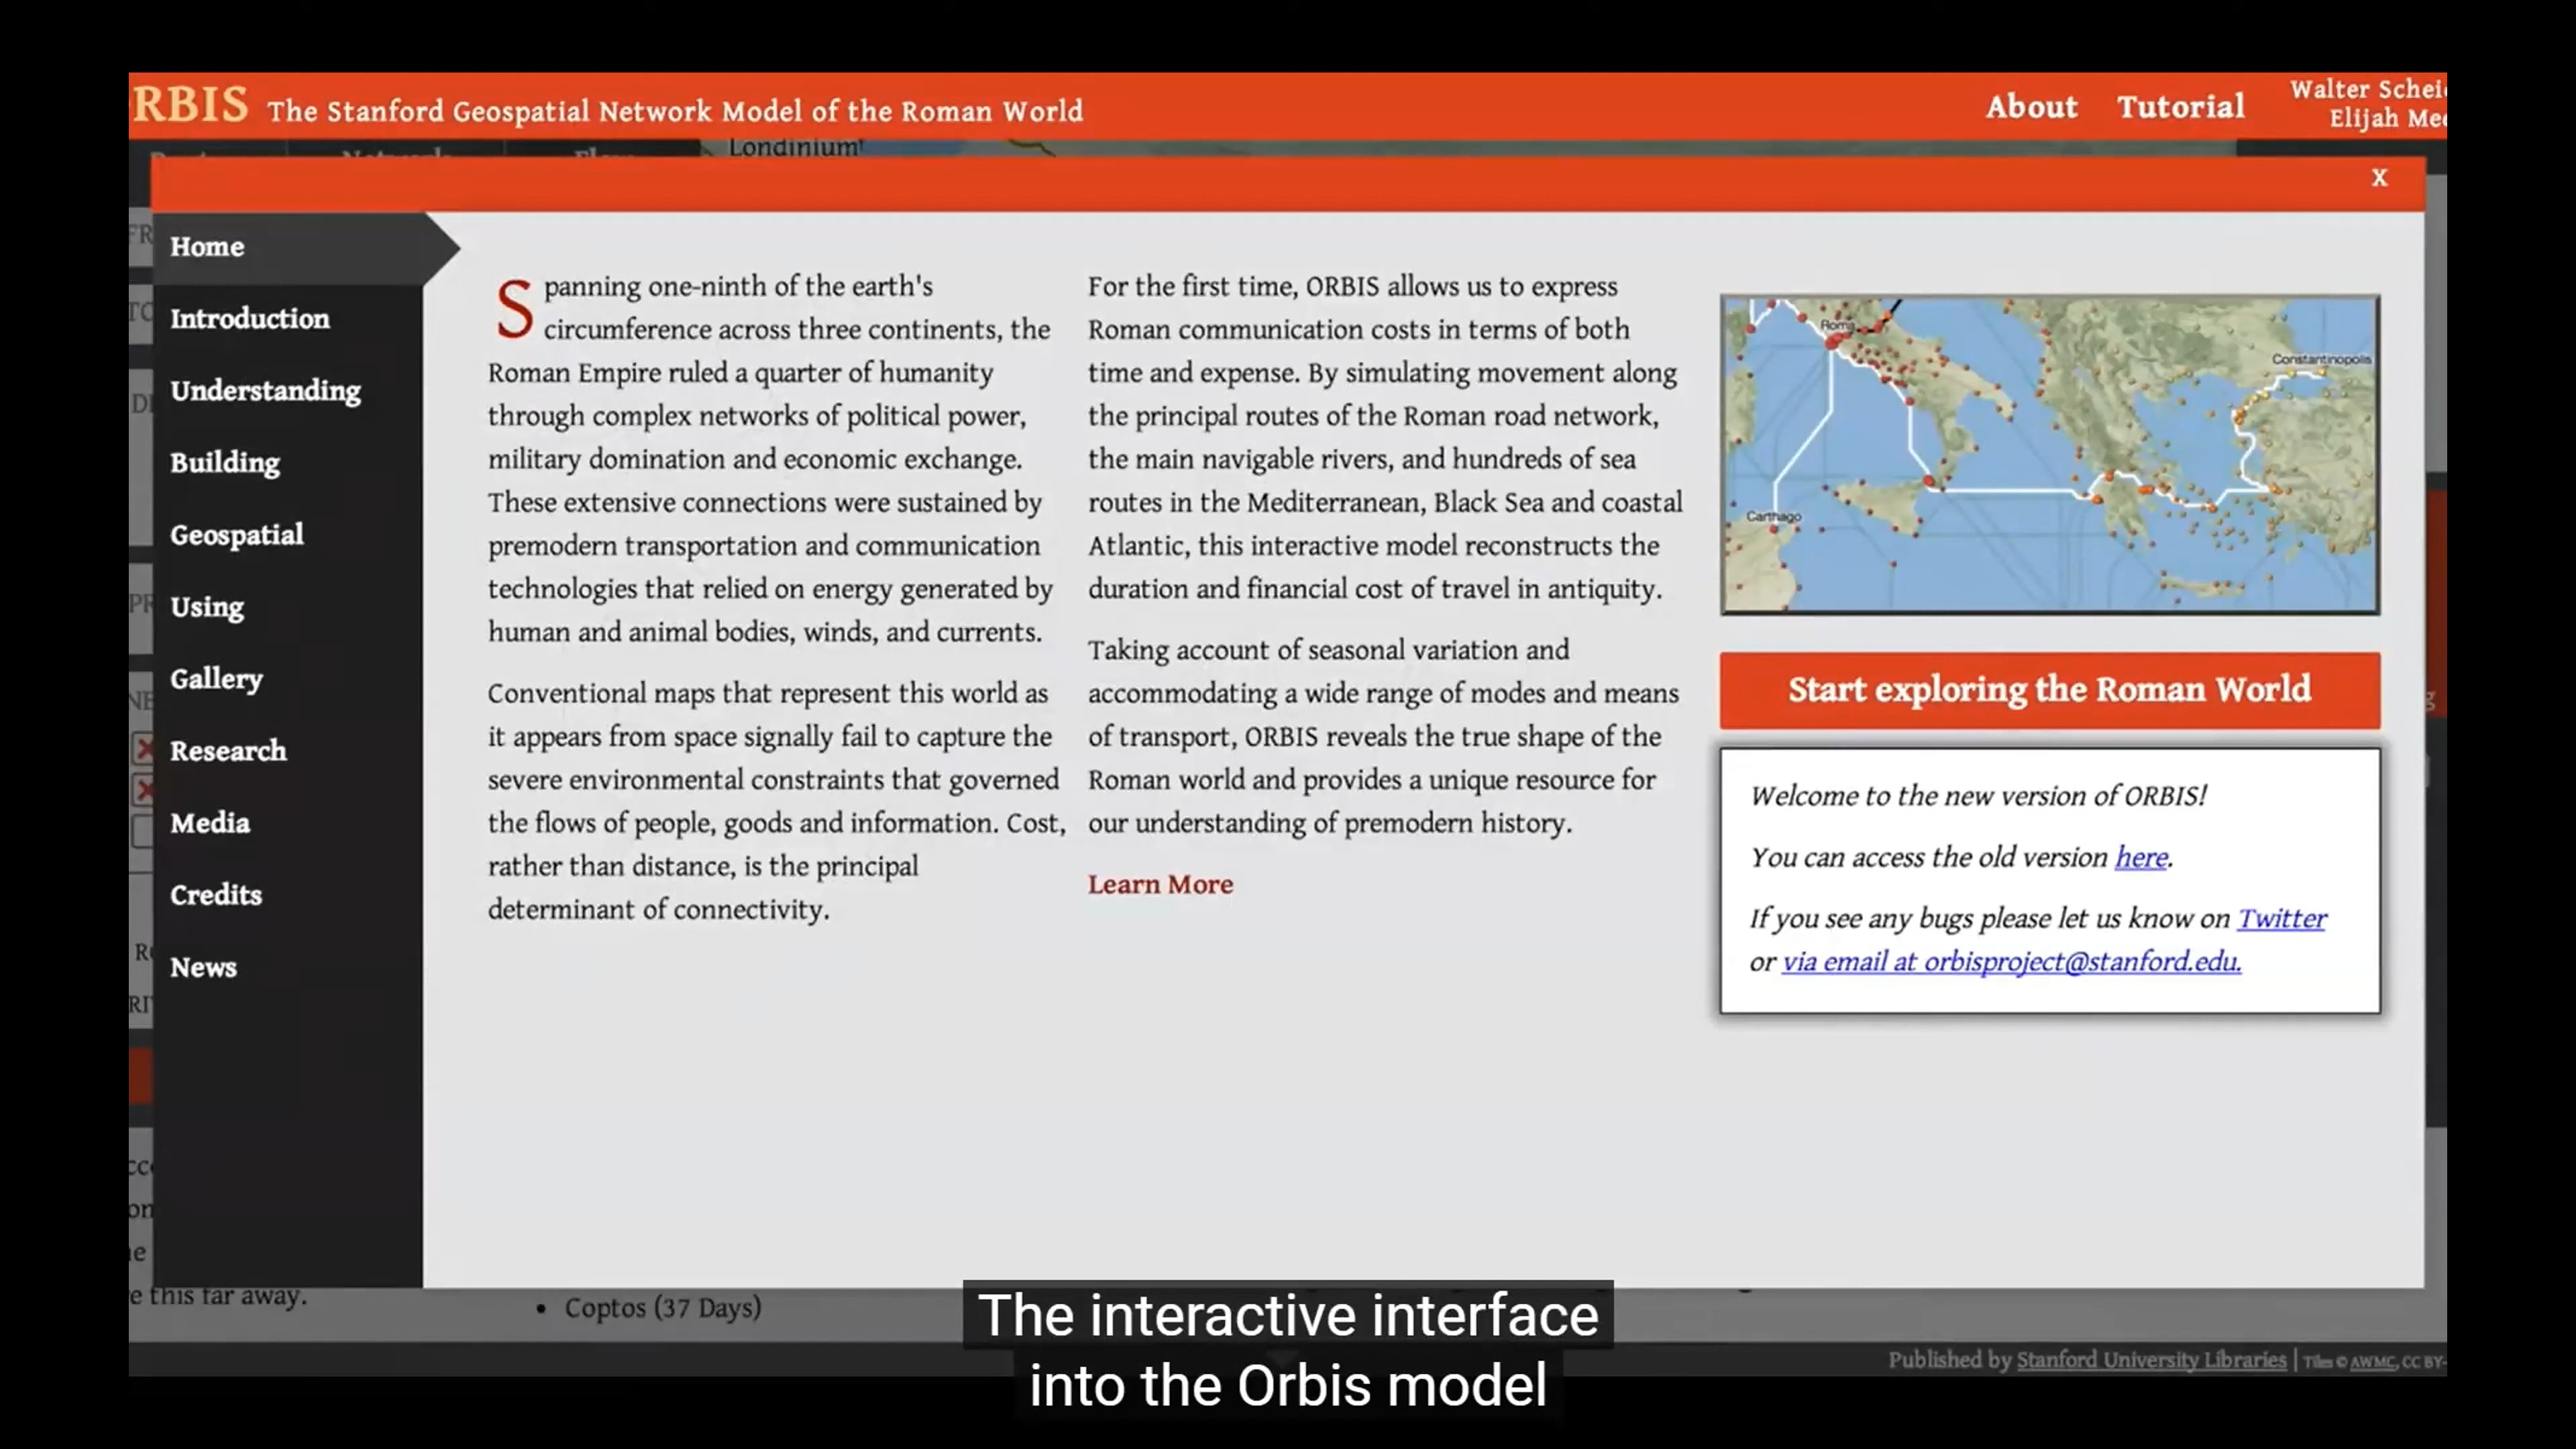 RBIS The Stanford Geospatial Network Model of the Roman World
About Tutorial
Walter Schei
Elijah Me
Londinium
X
Home
Introduction
Understanding
Building
Geospatial
Using
Gallery
Research
Media
Credits
News
Spanning one-ninth of the earth's
circumference across three continents, the
Roman Empire ruled a quarter of humanity
through complex networks of political power,
military domination and economic exchange.
These extensive connections were sustained by
premodern transportation and communication
technologies that relied on energy generated by
human and animal bodies, winds, and currents.
Conventional maps that represent this world as
it appears from space signally fail to capture the
severe environmental constraints that governed
the flows of people, goods and information. Cost,
rather than distance, is the principal
determinant of connectivity.
For the first time, ORBIS allows us to express
Roman communication costs in terms of both
time and expense. By simulating movement along
the principal routes of the Roman road network,
the main navigable rivers, and hundreds of sea
routes in the Mediterranean, Black Sea and coastal
Atlantic, this interactive model reconstructs the
duration and financial cost of travel in antiquity.
Taking account of seasonal variation and
accommodating a wide range of modes and means
of transport, ORBIS reveals the true shape of the
Roman world and provides a unique resource for
our understanding of premodern history.
Learn More
Roma
Constantinopolis
Carthago
Start exploring the Roman World
Welcome to the new version of ORBIS!
You can access the old version here.
If you see any bugs please let us know on Twitter
or via email at orbisproject@stanford.edu.
e this far away.
• Coptos (37 Days)
Published by Stanford University Libraries | Tiles © AWMC, CC BY-
The interactive interface
into the Orbis model